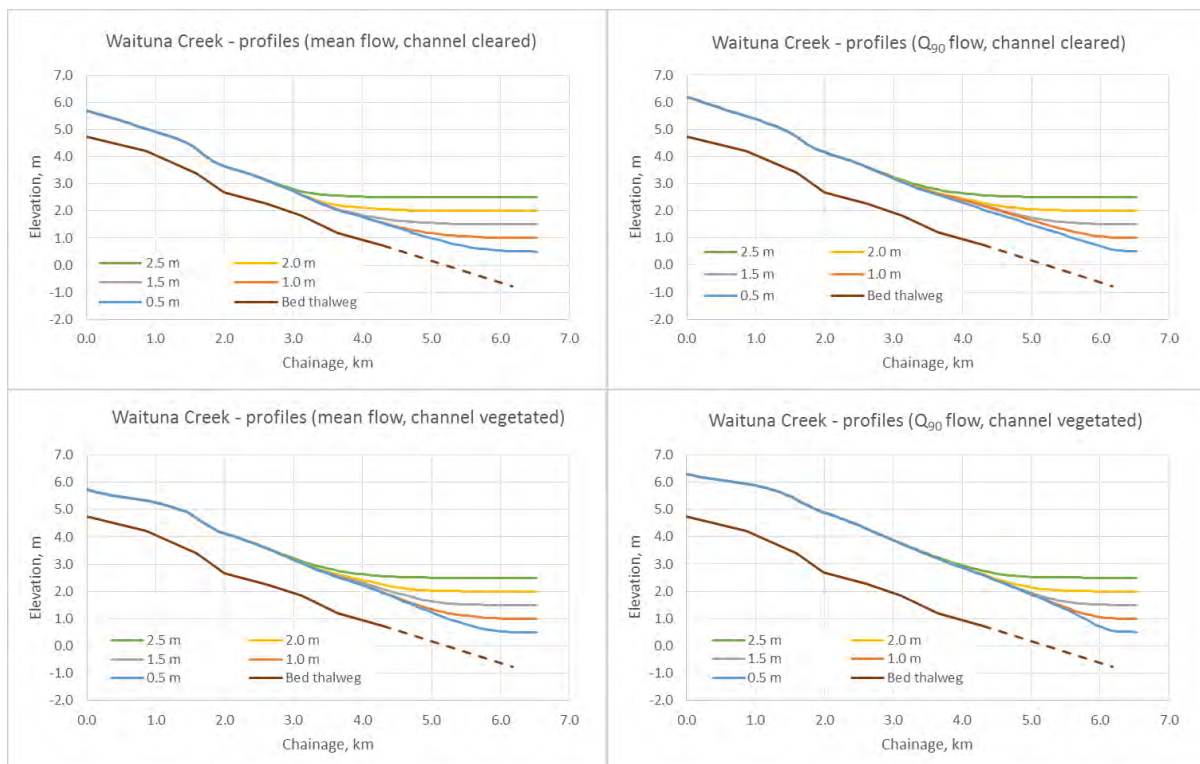 Waituna Creek - profiles (mean flow, channel cleared)
7.0
6.0
5.0
4.0
3.0
2.0
1.0
0.0
-1.0
-2.0
Elevation, m
2.5 m 2.0 m
1.5 m 1.0 m
0.5 m Bed thalweg
0.0 1.0 2.0 3.0 4.0 5.0 6.0 7.0
Chainage, km
Waituna Creek - profiles (Q90 flow, channel cleared)
7.0
6.0
5.0
4.0
3.0
2.0
1.0
0.0
-1.0
-2.0
Elevation, m
2.5 m 2.0 m
1.5 m 1.0 m
0.5 m Bed thalweg
0.0 1.0 2.0 3.0 4.0 5.0 6.0 7.0
Chainage, km
Waituna Creek - profiles (mean flow, channel vegetated)
7.0
6.0
5.0
4.0
3.0
2.0
1.0
0.0
-1.0
-2.0
Elevation, m
2.5 m 2.0 m
1.5 m 1.0 m
0.5 m Bed thalweg
0.0 1.0 2.0 3.0 4.0 5.0 6.0 7.0
Chainage, km
Waituna Creek - profiles (Q90 flow, channel vegetated)
7.0
6.0
5.0
4.0
3.0
2.0
1.0
0.0
-1.0
-2.0
Elevation, m
2.5 m 2.0 m
1.5 m 1.0 m
0.5 m Bed thalweg
0.0 1.0 2.0 3.0 4.0 5.0 6.0 7.0
Chainage, km